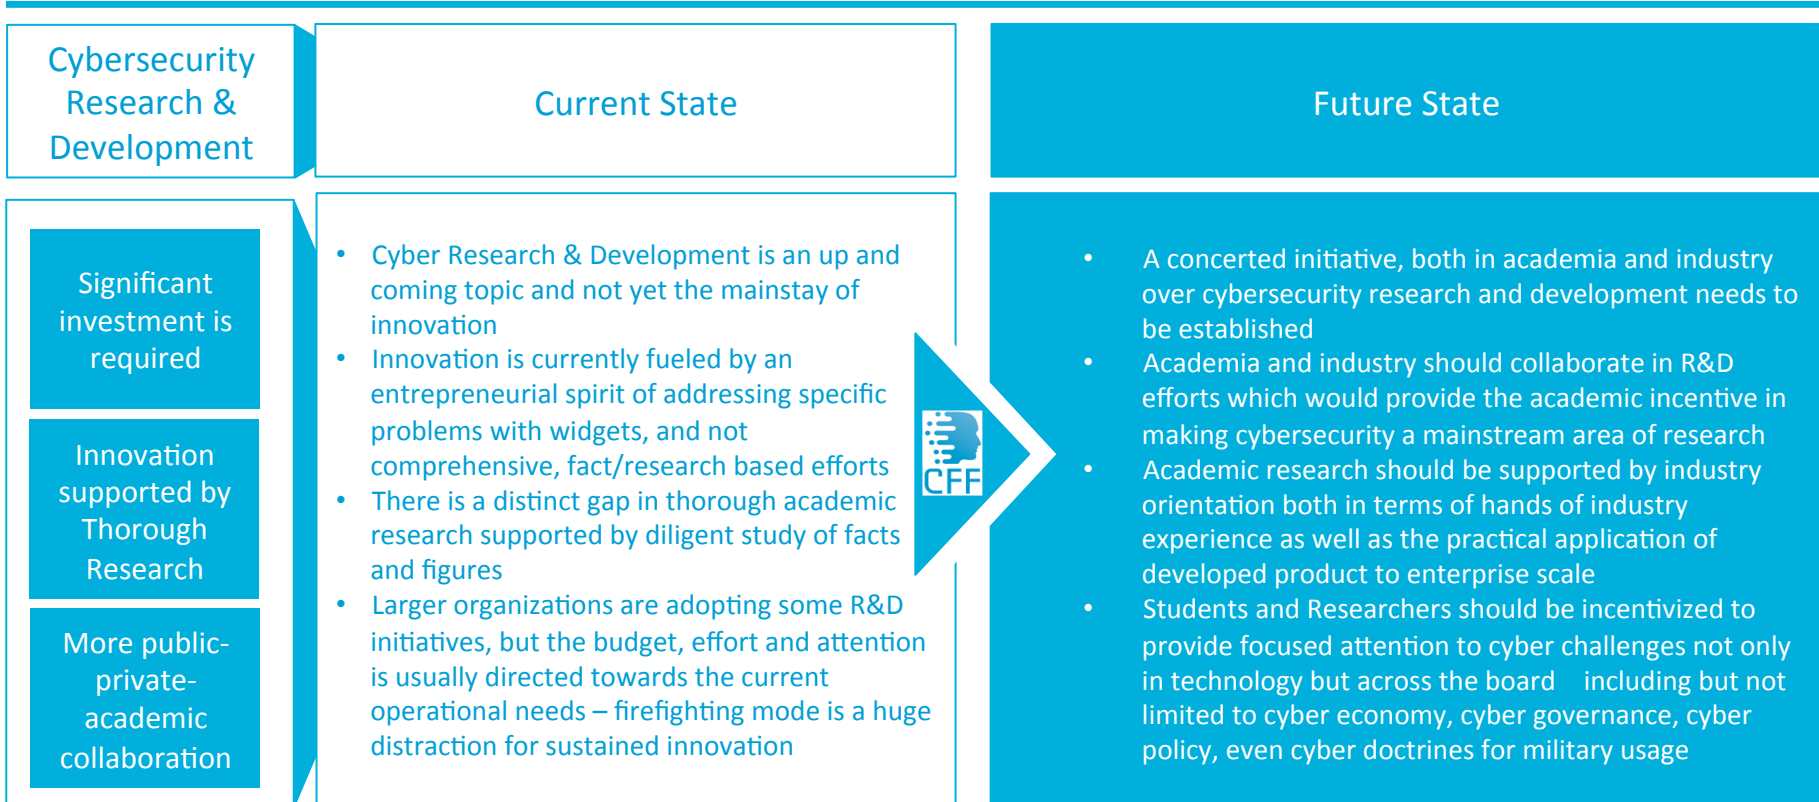 Cybersecurity
Research &
Development
Current State
Future State
Significant
investment is
required
Innovation
supported by
Thorough
Research
More public-
private-
academic
collaboration
• Cyber Research & Development is an up and
coming topic and not yet the mainstay of
innovation
• Innovation is currently fueled by an
entrepreneurial spirit of addressing specific
problems with widgets, and not
comprehensive, fact/research based efforts
• There is a distinct gap in thorough academic
research supported by diligent study of facts
and figures
• Larger organizations are adopting some R&D
initiatives, but the budget, effort and attention
is usually directed towards the current
operational needs – firefighting mode is a huge
distraction for sustained innovation
CFF
• A concerted initiative, both in academia and industry
over cybersecurity research and development needs to
be established
• Academia and industry should collaborate in R&D
efforts which would provide the academic incentive in
making cybersecurity a mainstream area of research
• Academic research should be supported by industry
orientation both in terms of hands of industry
experience as well as the practical application of
developed product to enterprise scale
• Students and Researchers should be incentivized to
provide focused attention to cyber challenges not only
in technology but across the board including but not
limited to cyber economy, cyber governance, cyber
policy, even cyber doctrines for military usage